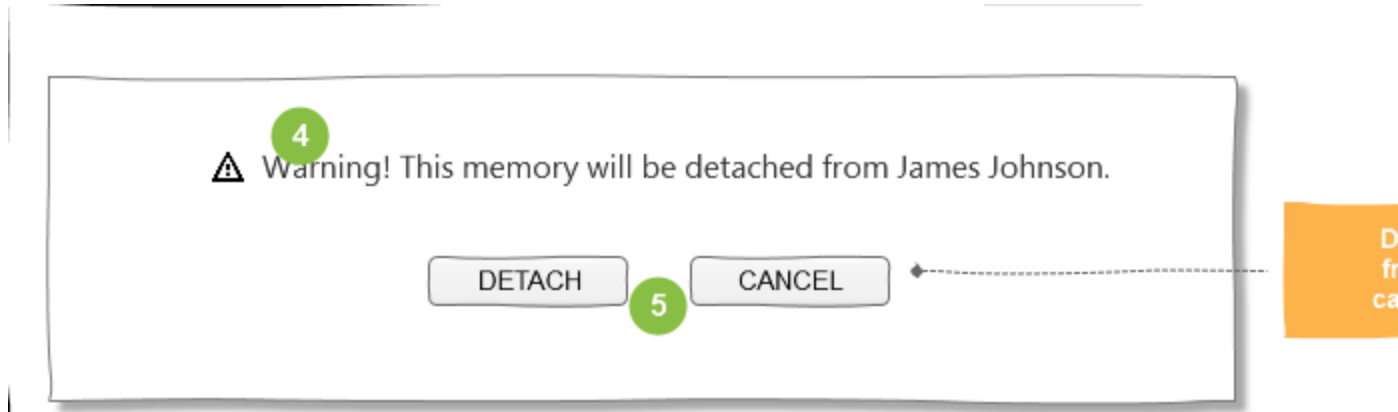 4
Warning! This memory will be detached from James Johnson.
DETACH
CANCEL
5